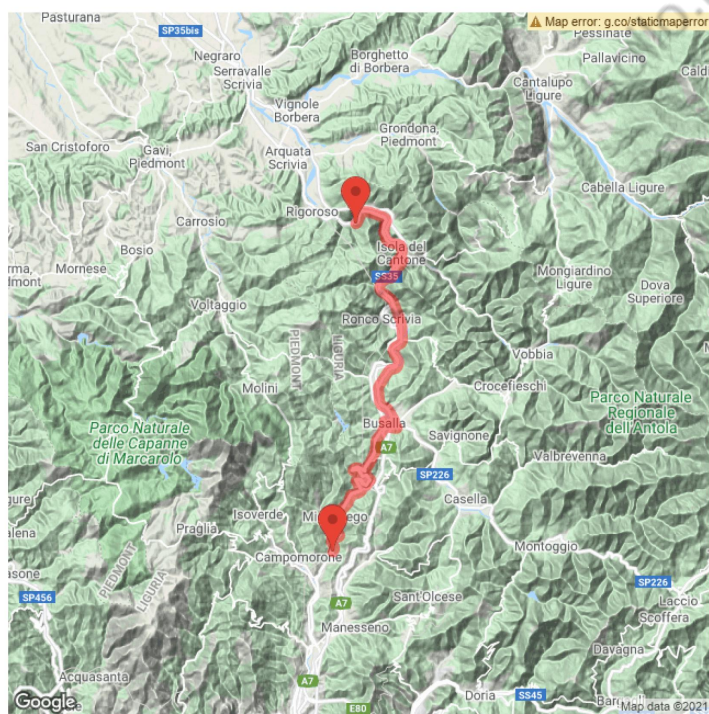 Map error: g.co/staticmaperror
Pasturana
SP35bis
Pessinate
Negraro
Borghetto
di Borbera
Pallavicino
Serravalle
Scrivia
Cantalupo
Ligure
Vignole
Borbera
Grondona,
Piedmont
San Cristoforo
Gavi,
Piedmont
Arquata
Scrivia
Cabella Ligure
Rigoroso
Carrosio
Bosio
Isola del
Cantone
Mornese
SS35
Mongiardino
Ligure
Dova
Superiore
Voltaggio
Ronco Scrivia
PIEDMONT
LIGURIA
Vobbia
Molini
Crocefieschi
Parco Naturale
Regionale
dell'Antola
Busalla
Parco Naturale
delle Capanne
di Marcarolo
Savignone
A7
Valbrevenna
SP226
Casella
Isoverde
Praglia
Campomorone
Montoggio
PIEDMONT
LIGURIA
SP456
SP226
Sant'Olcese
Laccio
Scoffera
A7
Manesseno
Davagna
Acquasanta
A7
Doria
SS45
E80
Google
Map data ©2021